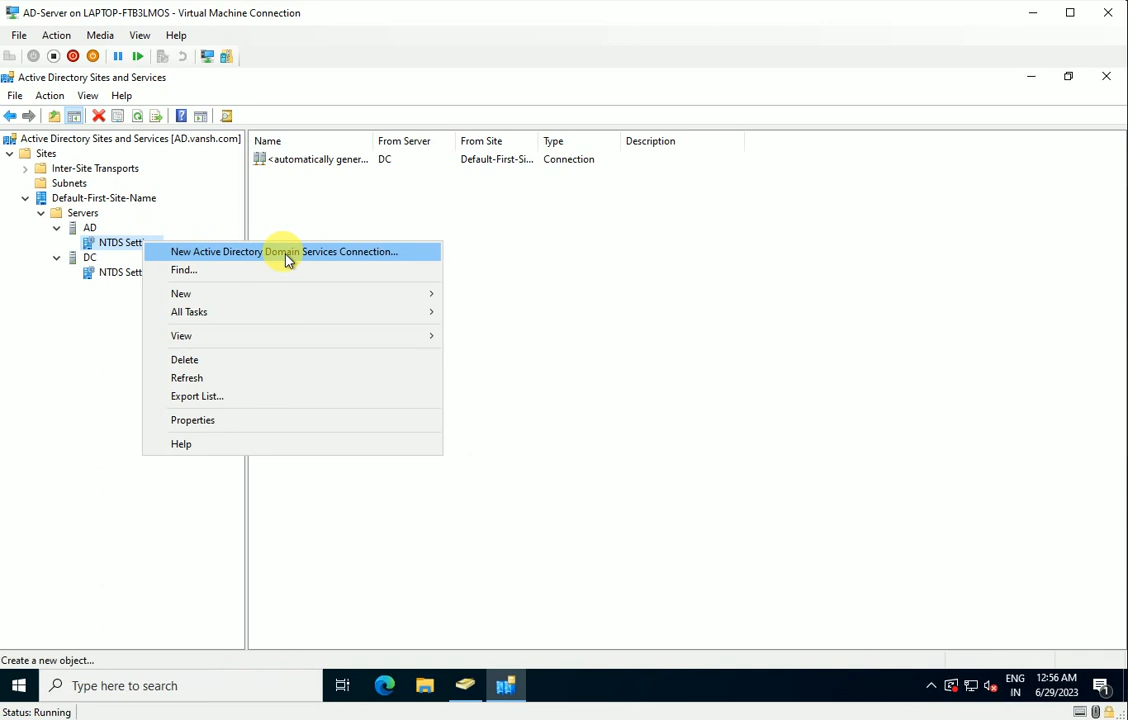 AD-Server on LAPTOP-FTB3LMOS - Virtual Machine Connection
File Action Media View Help
Active Directory Sites and Services
File Action View Help
Active Directory Sites and Services [AD.vansh.com]
Name From Server From Site Type Description
<automatically gener... DC Default-First-Si... Connection
Sites
Inter-Site Transports
Subnets
Default-First-Site-Name
Servers
AD
NTDS Setti
DC
NTDS Sett
New Active Directory Domain Services Connection...
Find...
New
All Tasks
View
Delete
Refresh
Export List...
Properties
Help
Create a new object...
Type here to search
ENG
IN
12:56 AM
6/29/2023
1
Status: Running